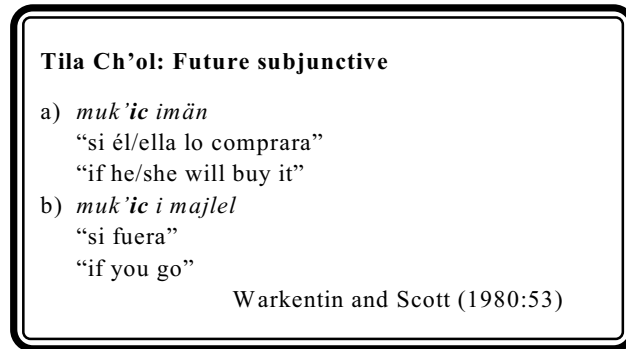 Tila Ch’ol: Future subjunctive
a) muk’ic imän
“si él/ella lo comprara”
“if he/she will buy it”
b) muk’ic i majlel
“si fuera”
“if you go”
Warkentin and Scott (1980:53)